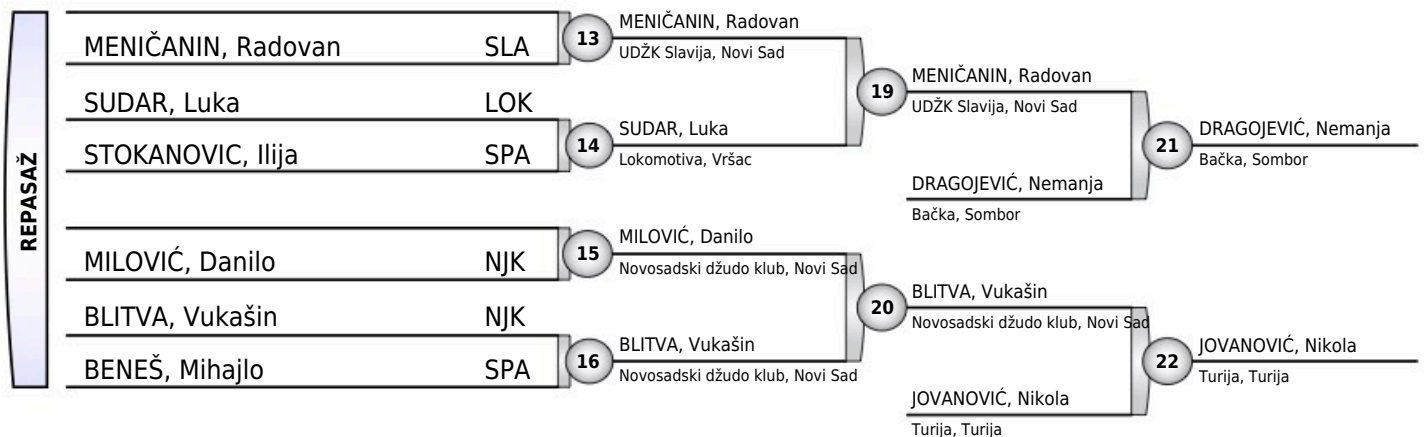 REPASAŽ
MENIČANIN, Radovan SLA
SUDAR, Luka LOK
STOKANOVIC, Ilija SPA
MILOVIĆ, Danilo NJK
BLITVA, Vukašin NJK
BENEŠ, Mihajlo SPA
13
MENIČANIN, Radovan
UDŽK Slavija, Novi Sad
14
SUDAR, Luka
Lokomotiva, Vršac
15
MILOVIĆ, Danilo
Novosadski džudo klub, Novi Sad
16
BLITVA, Vukašin
Novosadski džudo klub, Novi Sad
19
MENIČANIN, Radovan
UDŽK Slavija, Novi Sad
DRAGOJEVIĆ, Nemanja
Bačka, Sombor
20
BLITVA, Vukašin
Novosadski džudo klub, Novi Sad
JOVANOVIĆ, Nikola
Turija, Turija
21
DRAGOJEVIĆ, Nemanja
Bačka, Sombor
22
JOVANOVIĆ, Nikola
Turija, Turija